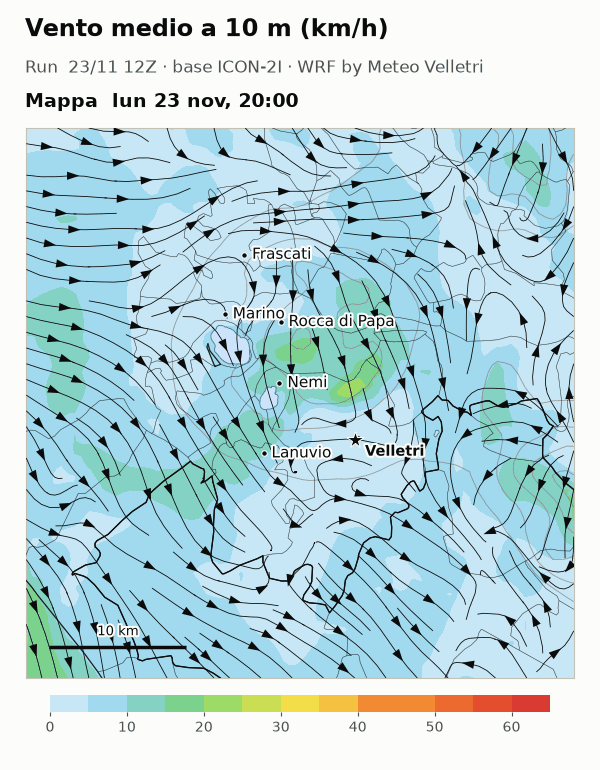 Vento medio a 10 m (km/h)
Run  23/11 12Z · base ICON-2I · WRF by Meteo Velletri
Mappa  lun 23 nov, 20:00
Frascati
Marino
Rocca di Papa
Nemi
Lanuvio
Velletri
10 km
0 10 20 30 40 50 60